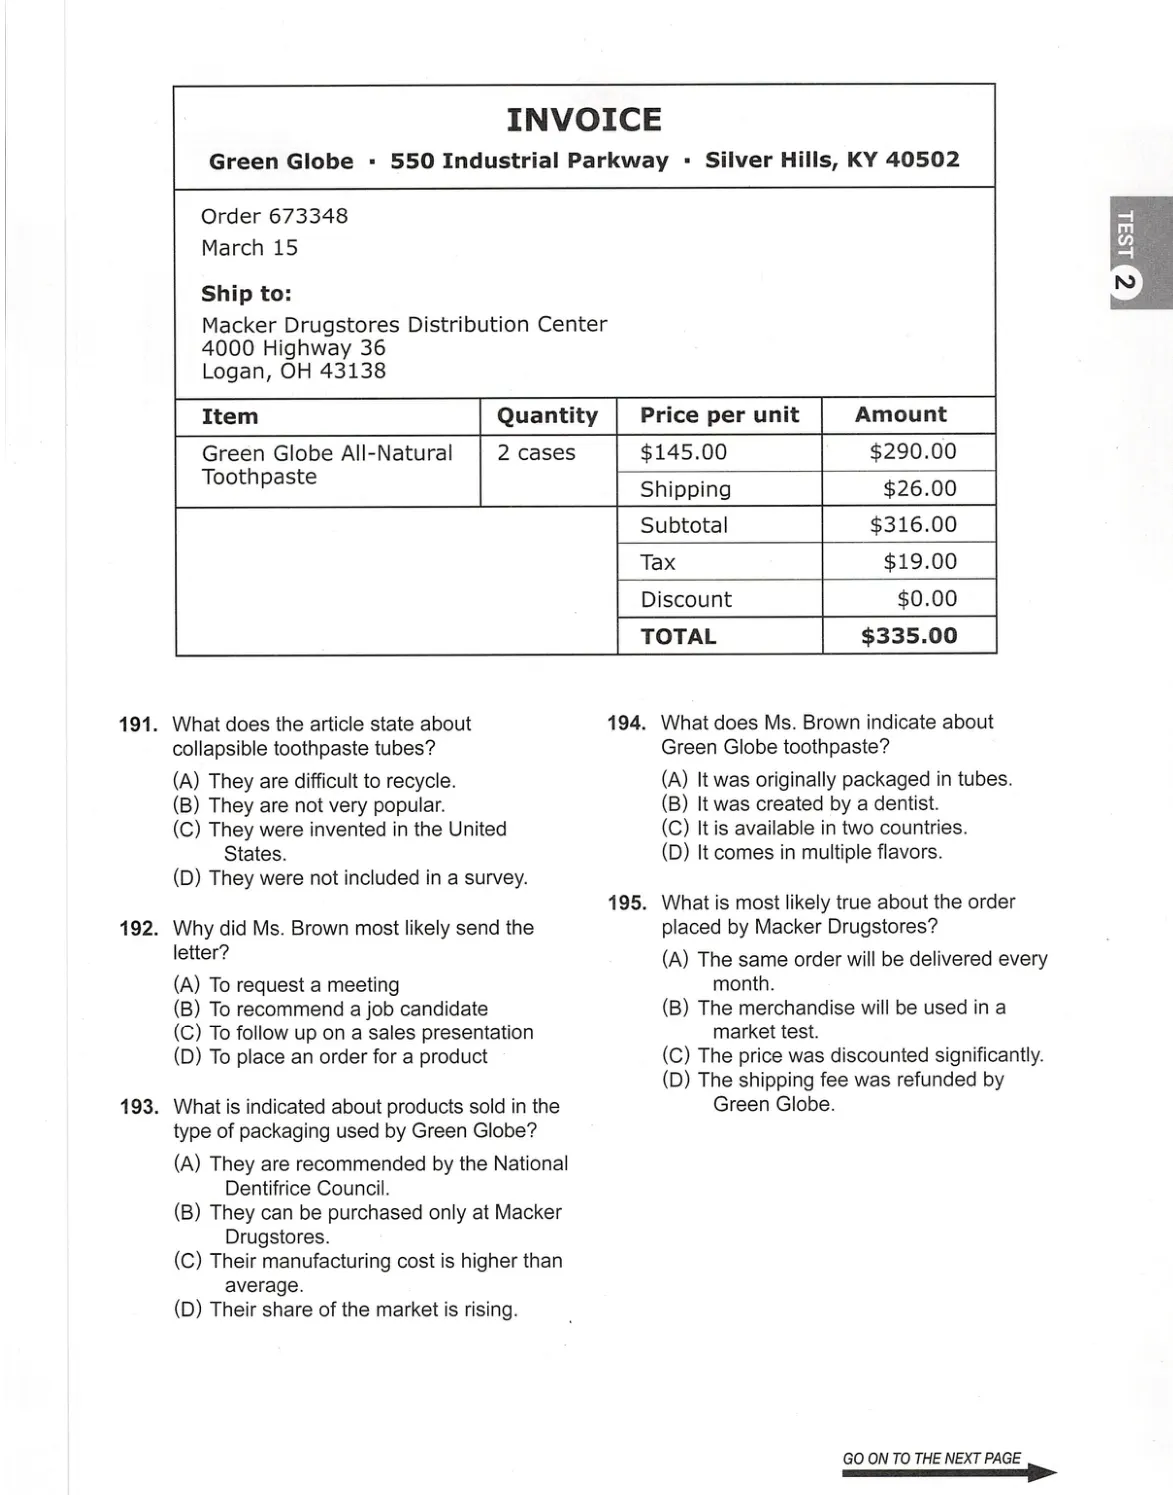 INVOICE
Green Globe ▪ 550 Industrial Parkway ▪ Silver Hills, KY 40502
Order 673348
March 15
Ship to:
Macker Drugstores Distribution Center
4000 Highway 36
Logan, OH 43138
Item Quantity Price per unit Amount
Green Globe All-Natural 2 cases $145.00 $290.00
Toothpaste
Shipping $26.00
Subtotal $316.00
Tax $19.00
Discount $0.00
TOTAL $335.00
TEST 2
191. What does the article state about
collapsible toothpaste tubes?
(A) They are difficult to recycle.
(B) They are not very popular.
(C) They were invented in the United
States.
(D) They were not included in a survey.
192. Why did Ms. Brown most likely send the
letter?
(A) To request a meeting
(B) To recommend a job candidate
(C) To follow up on a sales presentation
(D) To place an order for a product
193. What is indicated about products sold in the
type of packaging used by Green Globe?
(A) They are recommended by the National
Dentifrice Council.
(B) They can be purchased only at Macker
Drugstores.
(C) Their manufacturing cost is higher than
average.
(D) Their share of the market is rising.
194. What does Ms. Brown indicate about
Green Globe toothpaste?
(A) It was originally packaged in tubes.
(B) It was created by a dentist.
(C) It is available in two countries.
(D) It comes in multiple flavors.
195. What is most likely true about the order
placed by Macker Drugstores?
(A) The same order will be delivered every
month.
(B) The merchandise will be used in a
market test.
(C) The price was discounted significantly.
(D) The shipping fee was refunded by
Green Globe.
GO ON TO THE NEXT PAGE